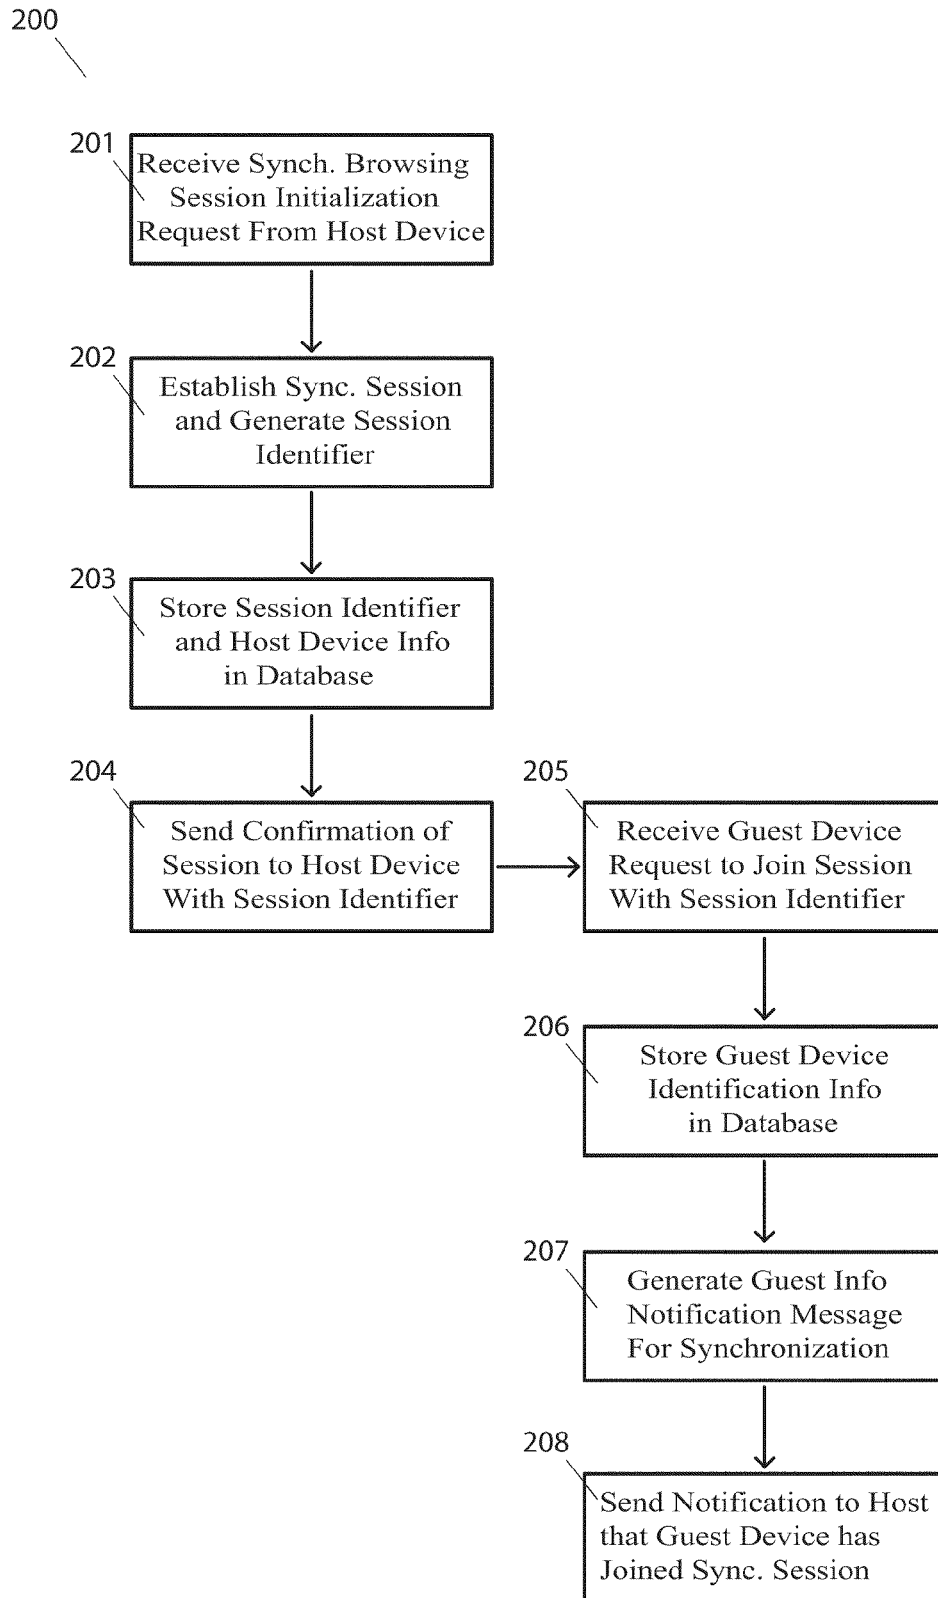 200
201
Receive Synch. Browsing
Session Initialization
Request From Host Device
202
Establish Sync. Session
and Generate Session
Identifier
203
Store Session Identifier
and Host Device Info
in Database
204
Send Confirmation of
Session to Host Device
With Session Identifier
205
Receive Guest Device
Request to Join Session
With Session Identifier
206
Store Guest Device
Identification Info
in Database
207
Generate Guest Info
Notification Message
For Synchronization
208
Send Notification to Host
that Guest Device has
Joined Sync. Session